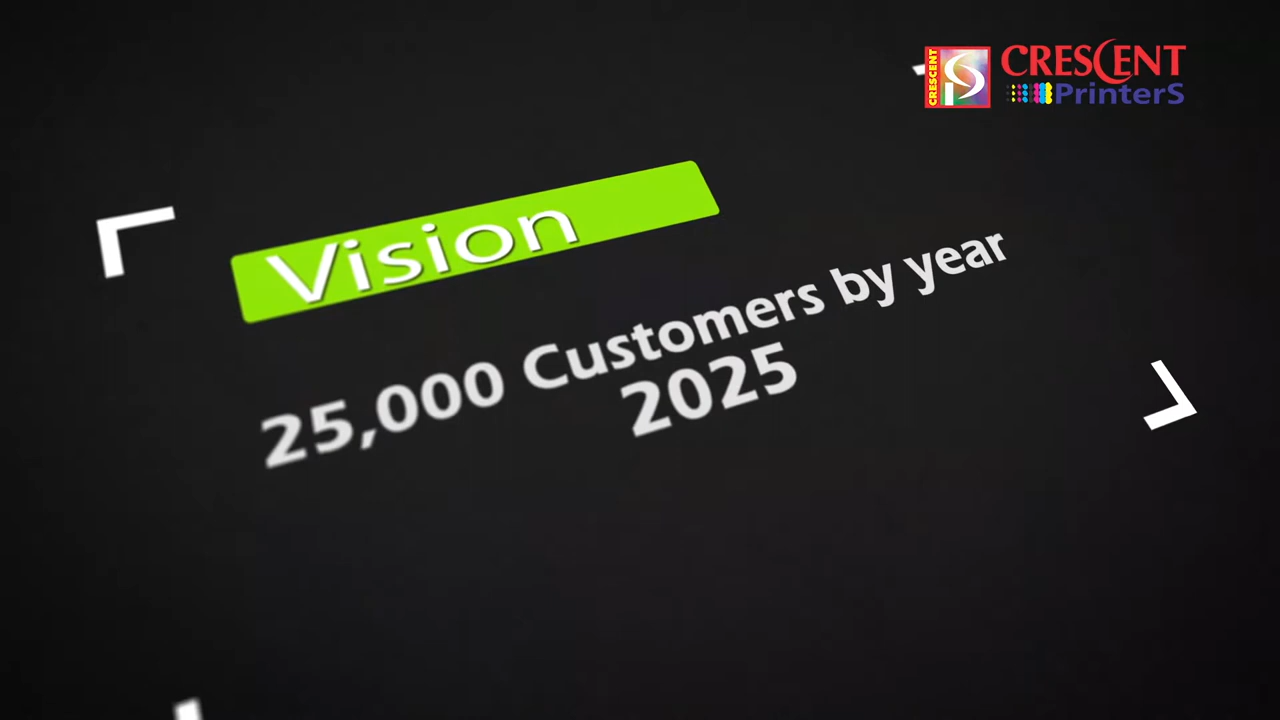 CRESCENT
CRESCENT
PrinterS
Vision
25,000 Customers by year
2025